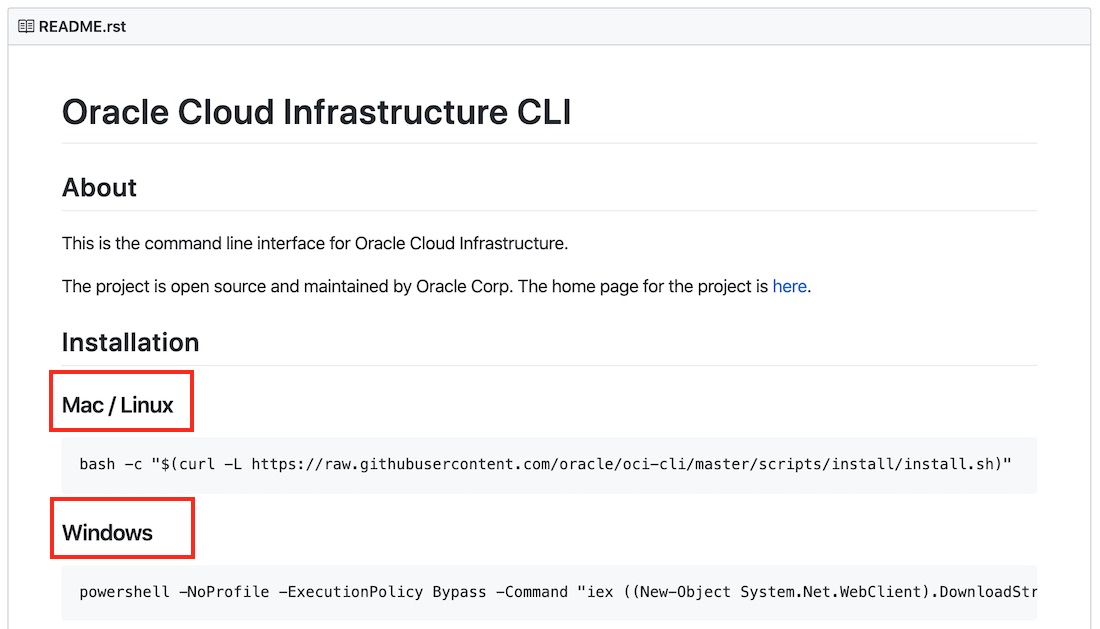 README.rst
Oracle Cloud Infrastructure CLI
About
This is the command line interface for Oracle Cloud Infrastructure.
The project is open source and maintained by Oracle Corp. The home page for the project is here.
Installation
Mac / Linux
bash -c "$(curl -L https://raw.githubusercontent.com/oracle/oci-cli/master/scripts/install/install.sh)"
Windows
powershell -NoProfile -ExecutionPolicy Bypass -Command "iex ((New-Object System.Net.WebClient).DownloadStr